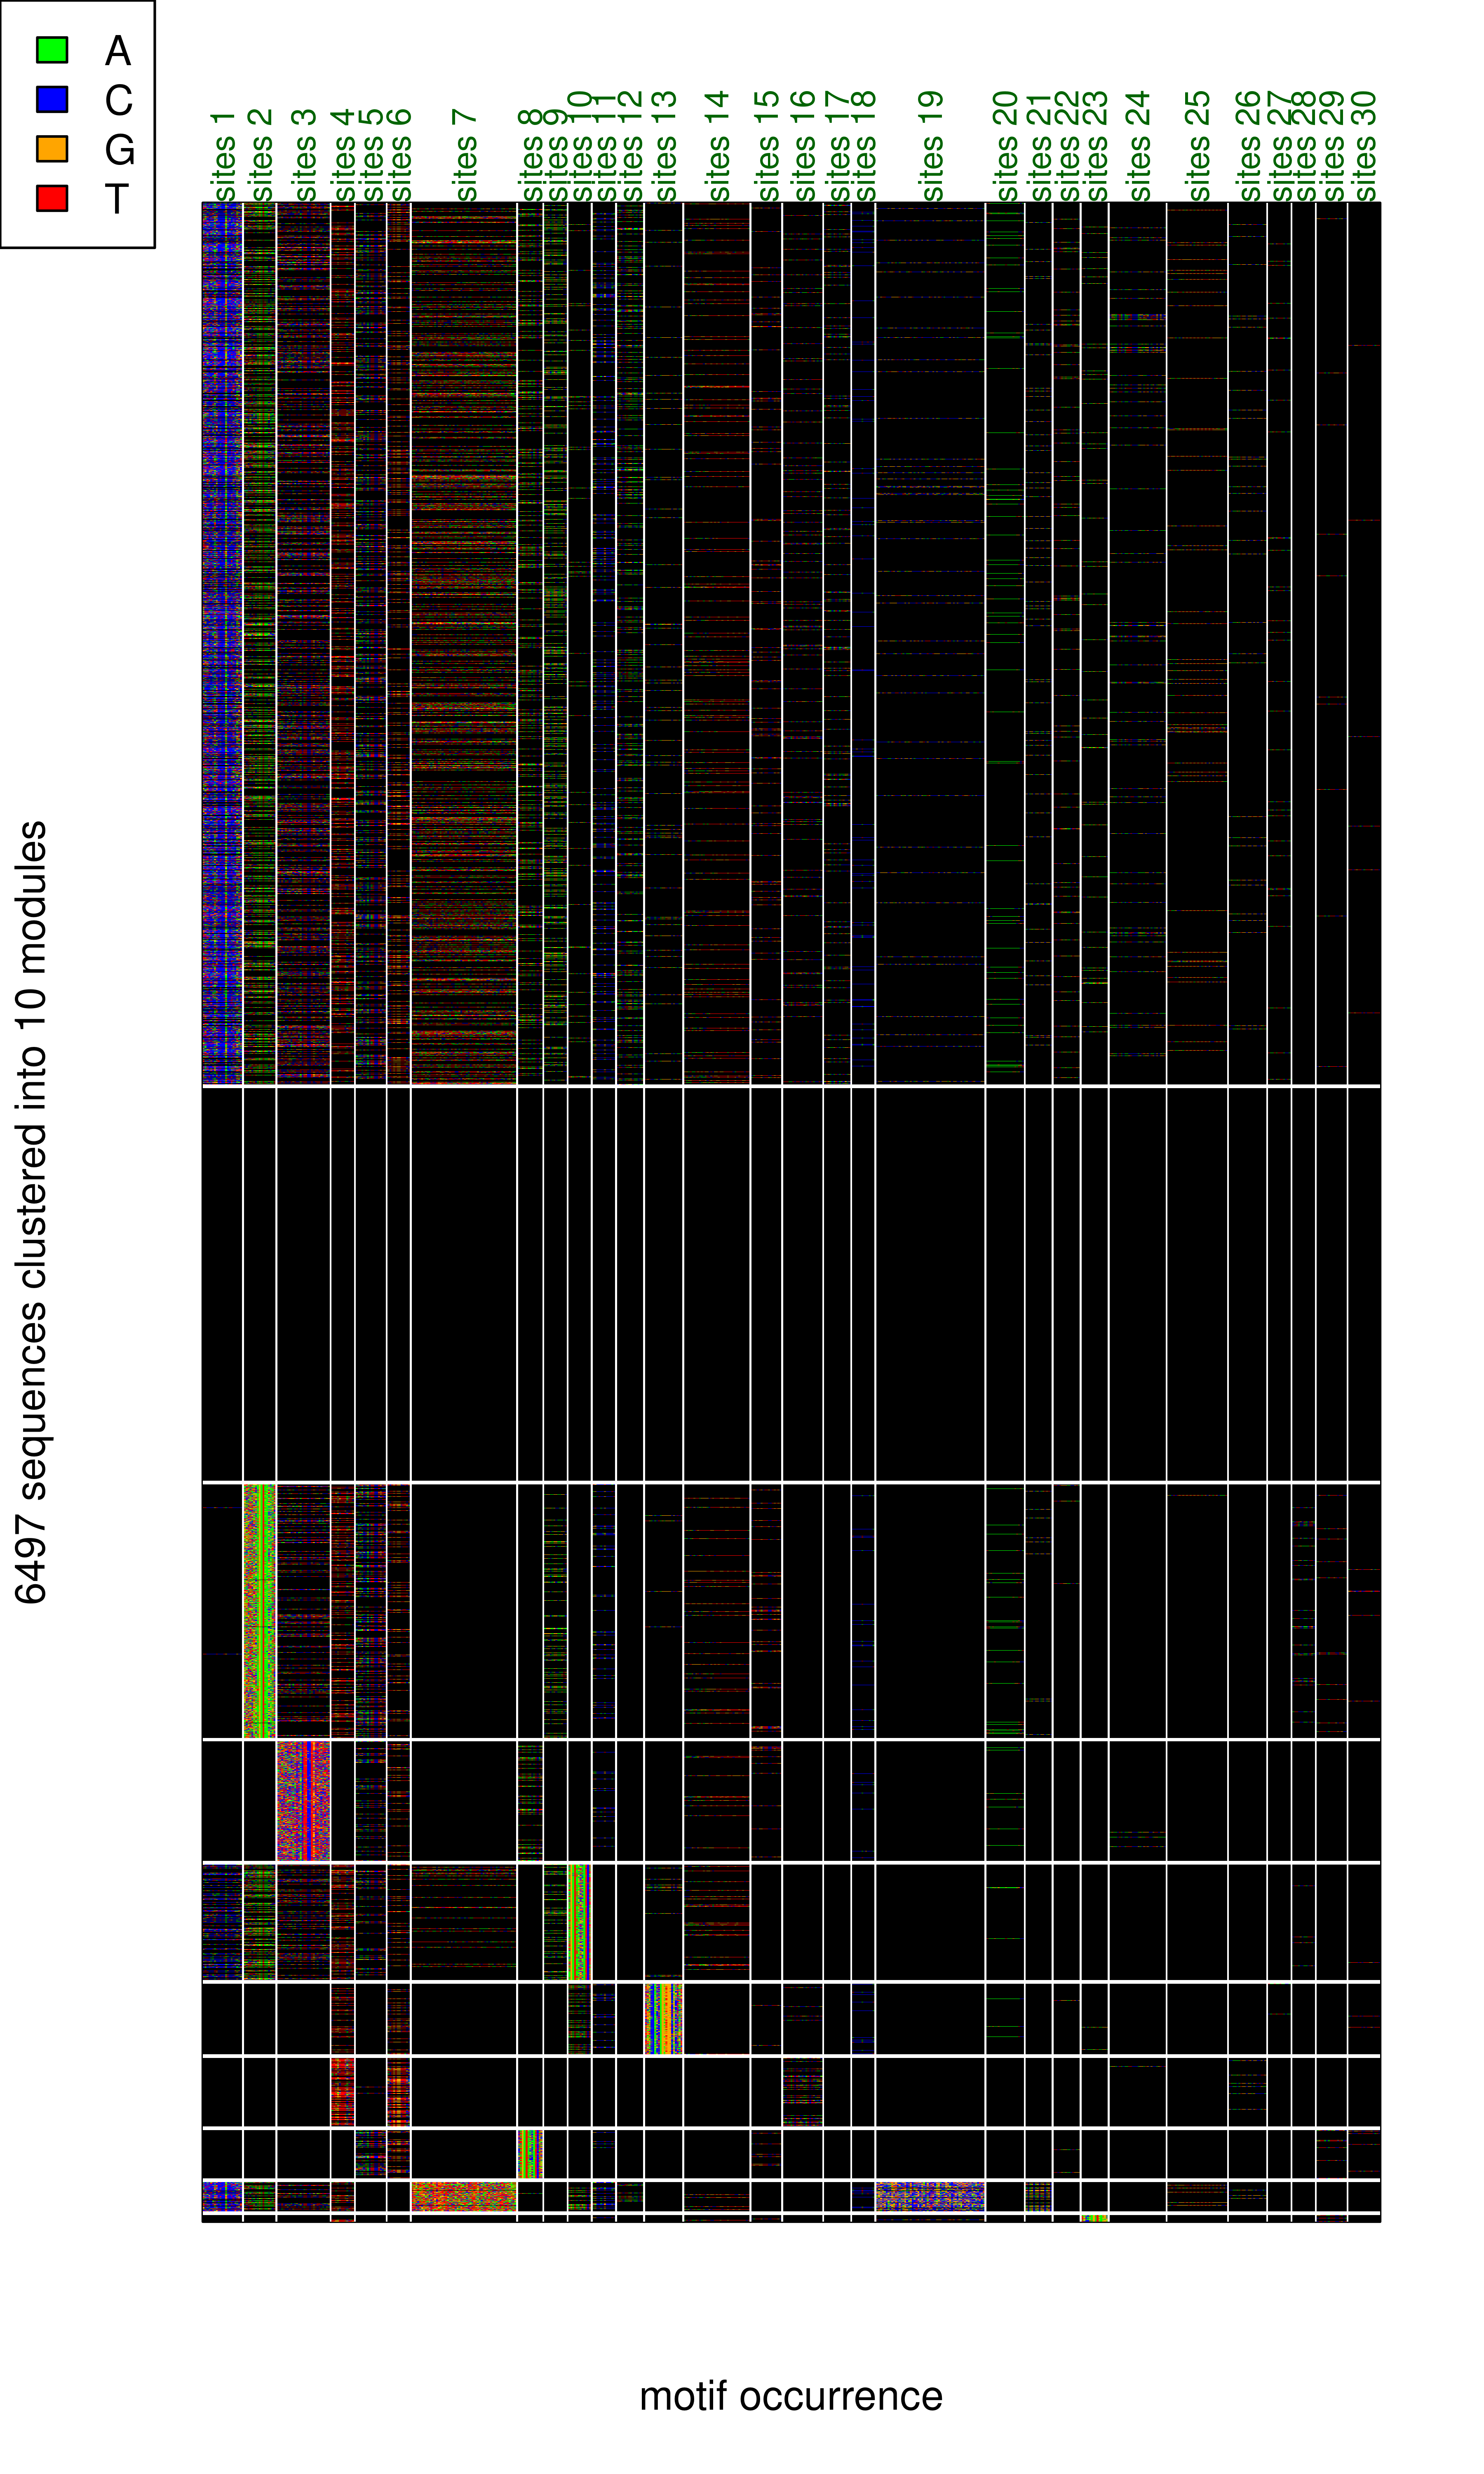 A
C
G
T
sites 1
sites 2
sites 3
sites 4
sites 5
sites 6
sites 7
sites 8
sites 9
sites 10
sites 11
sites 12
sites 13
sites 14
sites 15
sites 16
sites 17
sites 18
sites 19
sites 20
sites 21
sites 22
sites 23
sites 24
sites 25
sites 26
sites 27
sites 28
sites 29
sites 30
6497 sequences clustered into 10 modules
motif occurrence